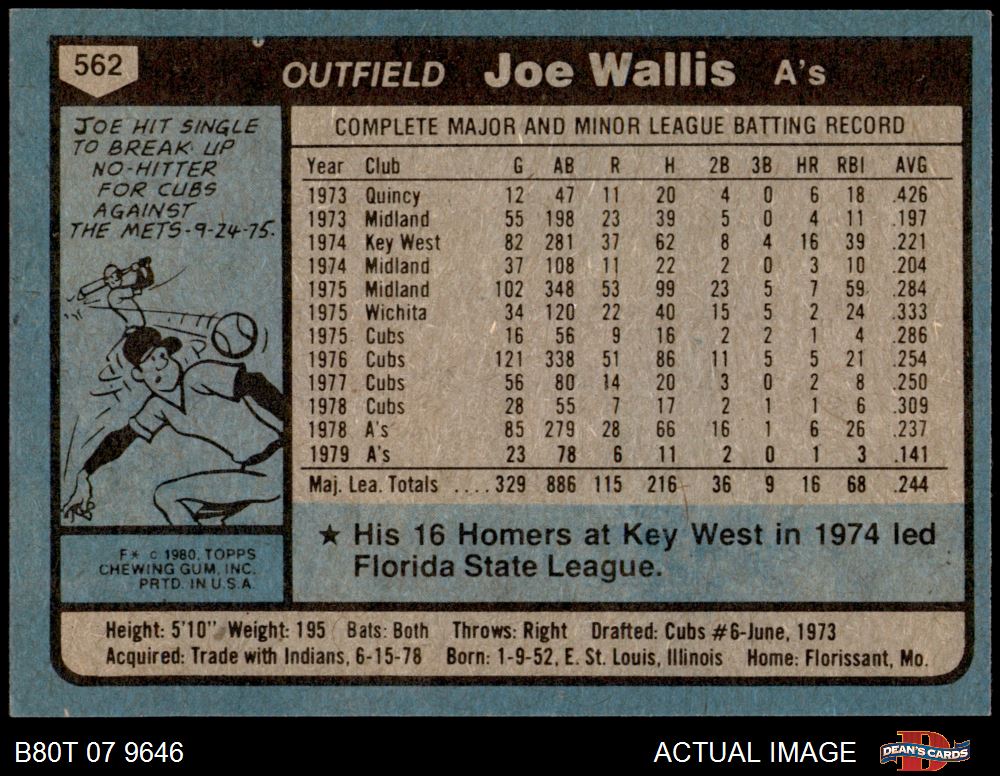 562
OUTFIELD Joe Wallis A's
JOE HIT SINGLE
TO BREAK UP
NO-HITTER
FOR CUBS
AGAINST
THE METS-9-24-75.
COMPLETE MAJOR AND MINOR LEAGUE BATTING RECORD
Year Club G AB R H 2B 3B HR RBI AVG
1973 Quincy 12 47 11 20 4 0 6 18 .426
1973 Midland 55 198 23 39 5 0 4 11 .197
1974 Key West 82 281 37 62 8 4 16 39 .221
1974 Midland 37 108 11 22 2 0 3 10 .204
1975 Midland 102 348 53 99 23 5 7 59 .284
1975 Wichita 34 120 22 40 15 5 2 24 .333
1975 Cubs 16 56 9 16 2 2 1 4 .286
1976 Cubs 121 338 51 86 11 5 5 21 .254
1977 Cubs 56 80 14 20 3 0 2 8 .250
1978 Cubs 28 55 7 17 2 1 1 6 .309
1978 A's 85 279 28 66 16 1 6 26 .237
1979 A's 23 78 6 11 2 0 1 3 .141
Maj. Lea. Totals ....329 886 115 216 36 9 16 68 .244
★ His 16 Homers at Key West in 1974 led
Florida State League.
F* © 1980, TOPPS
CHEWING GUM, INC.
PRTD. IN U.S.A.
Height: 5'10" Weight: 195 Bats: Both Throws: Right Drafted: Cubs #6-June, 1973
Acquired: Trade with Indians, 6-15-78 Born: 1-9-52, E. St. Louis, Illinois Home: Florissant, Mo.
B80T 07 9646
ACTUAL IMAGE
D
DEAN'S CARDS